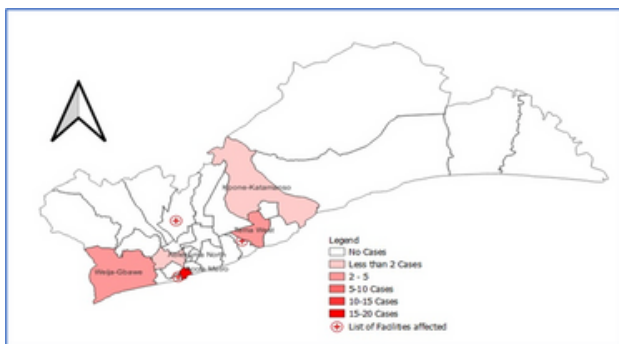 Kpone-Katamanso
Tema West
Weija-Gbawe
Legend
No Cases
Less than 2 Cases
2 - 5
5-10 Cases
10-15 Cases
15-20 Cases
List of Facilities affected